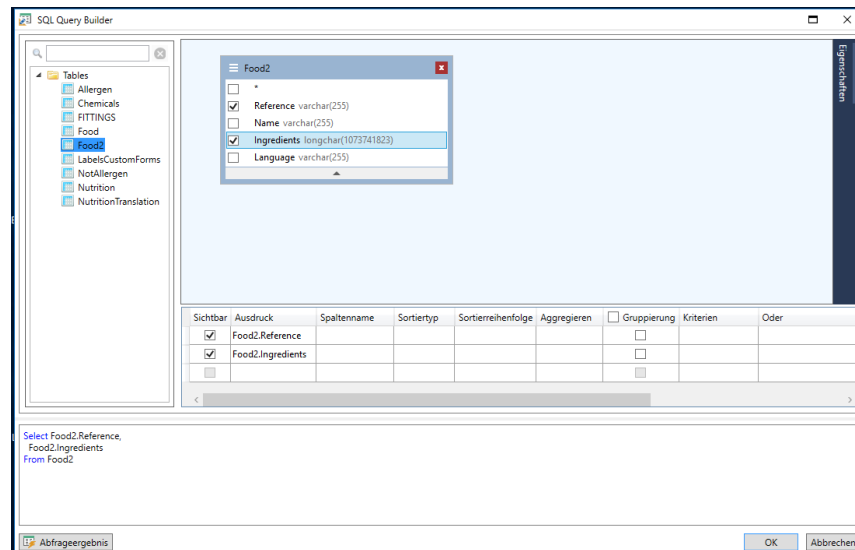 SQL Query Builder
Tables
Allergen
Chemicals
FITTINGS
Food
Food2
LabelsCustomForms
NotAllergen
Nutrition
NutritionTranslation
Food2
*
Reference varchar(255)
Name varchar(255)
Ingredients longchar(1073741823)
Language varchar(255)
Eigenschaften
Sichtbar Ausdruck Spaltenname Sortiertyp Sortierreihenfolge Aggregieren Gruppierung Kriterien Oder
Food2.Reference
Food2.Ingredients
Select Food2.Reference,
Food2.Ingredients
From Food2
Abfrageergebnis OK Abbrechen